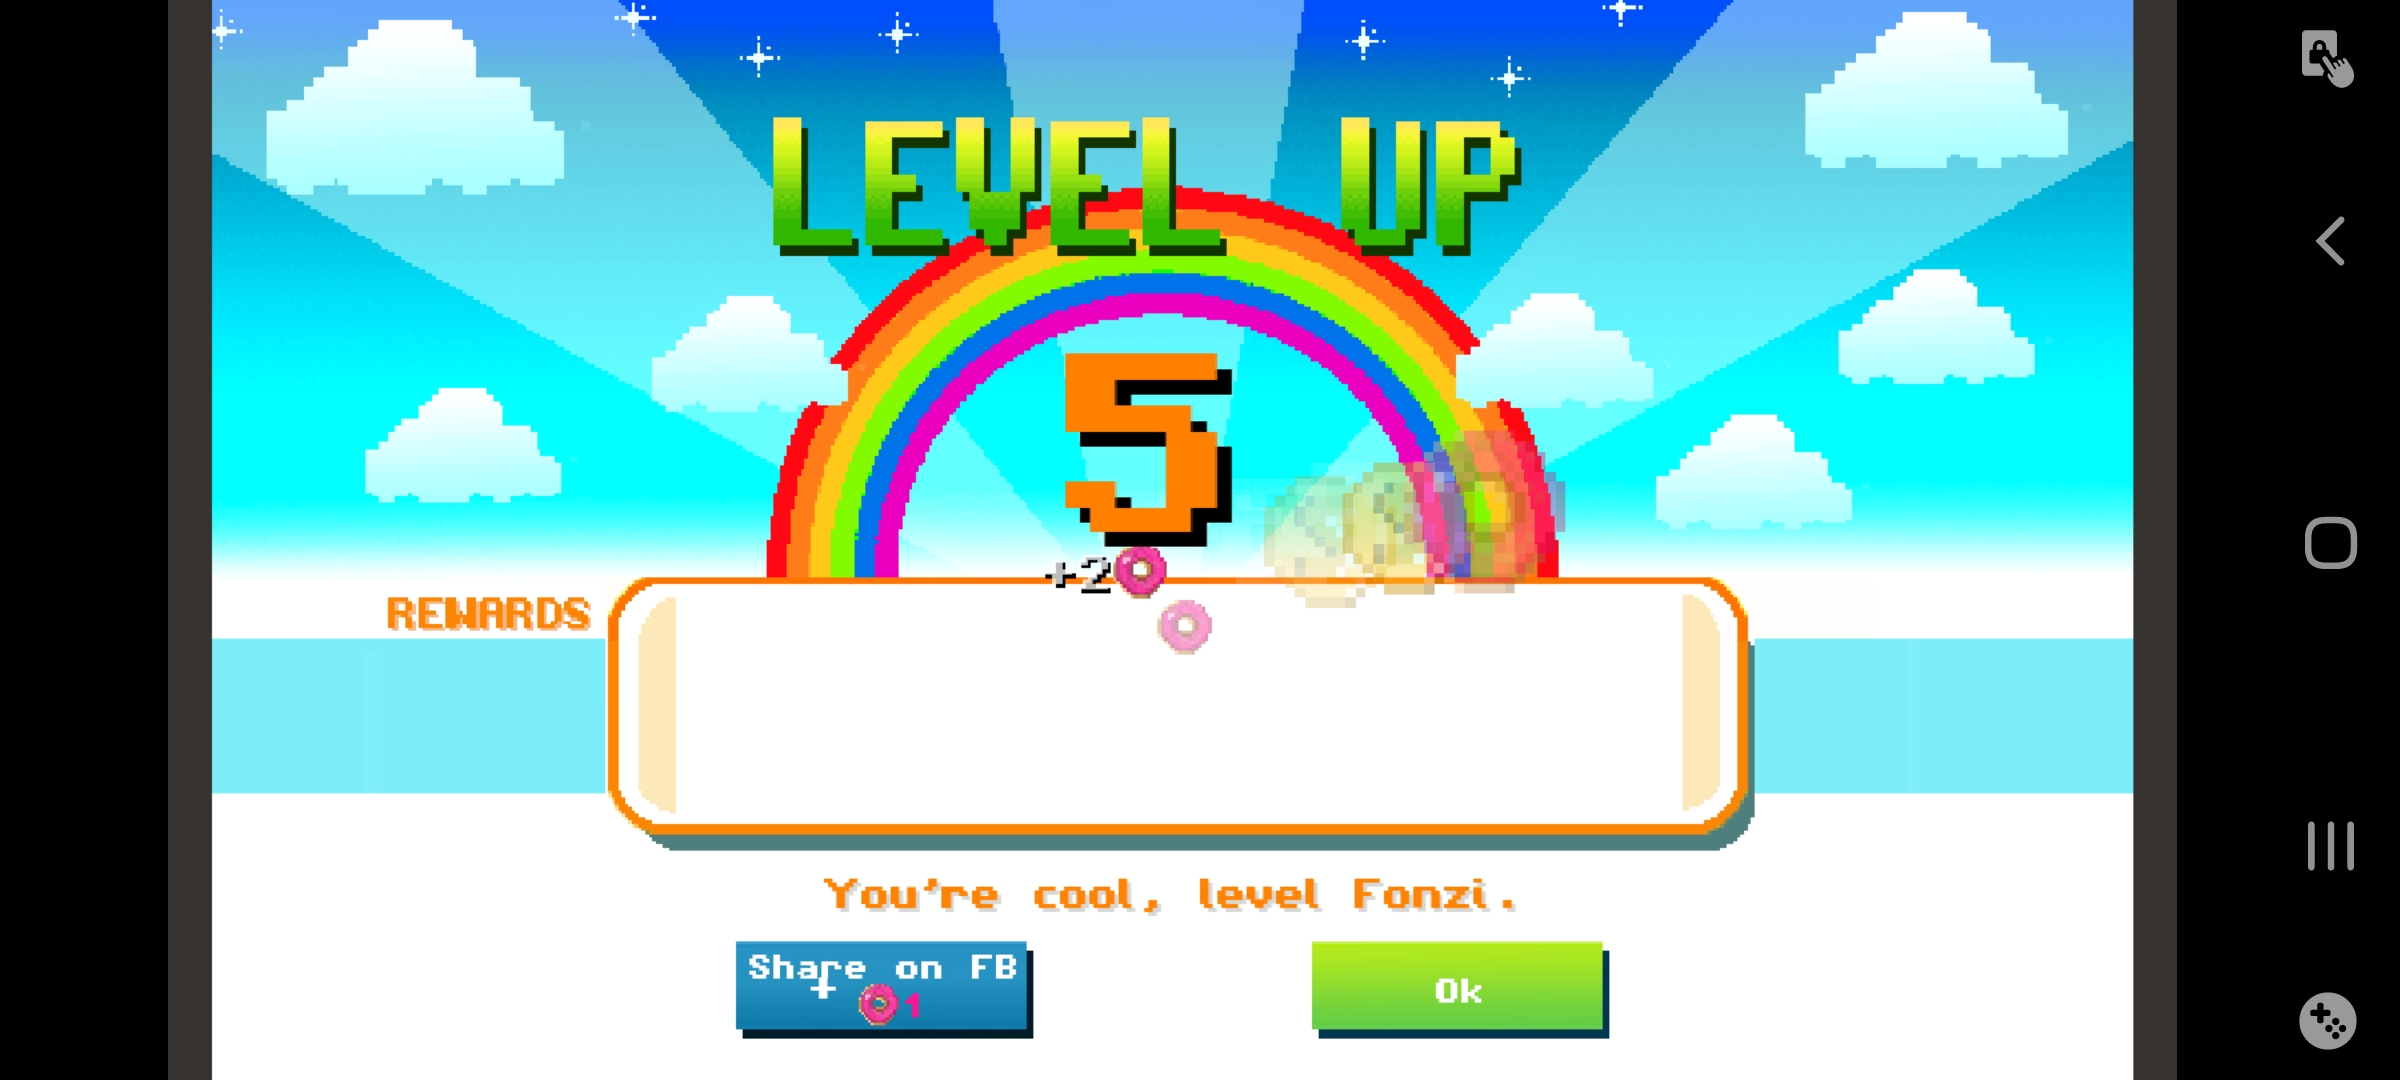 LEVEL UP
5
+2
REWARDS
You're cool, level Fonzi.
Share on FB
+ 1
Ok